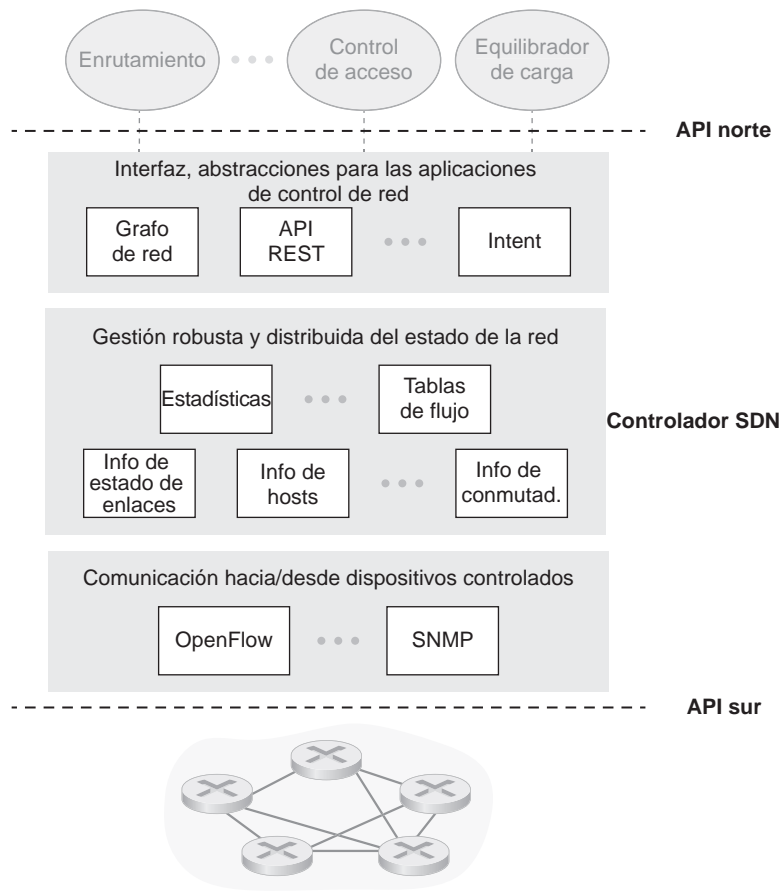 Enrutamiento
Control
de acceso
Equilibrador
de carga
API norte
Interfaz, abstracciones para las aplicaciones
de control de red
Grafo
de red
API
REST
Intent
Gestión robusta y distribuida del estado de la red
Estadísticas
Tablas
de flujo
Controlador SDN
Info de
estado de
enlaces
Info de
hosts
Info de
conmutad.
Comunicación hacia/desde dispositivos controlados
OpenFlow
SNMP
API sur